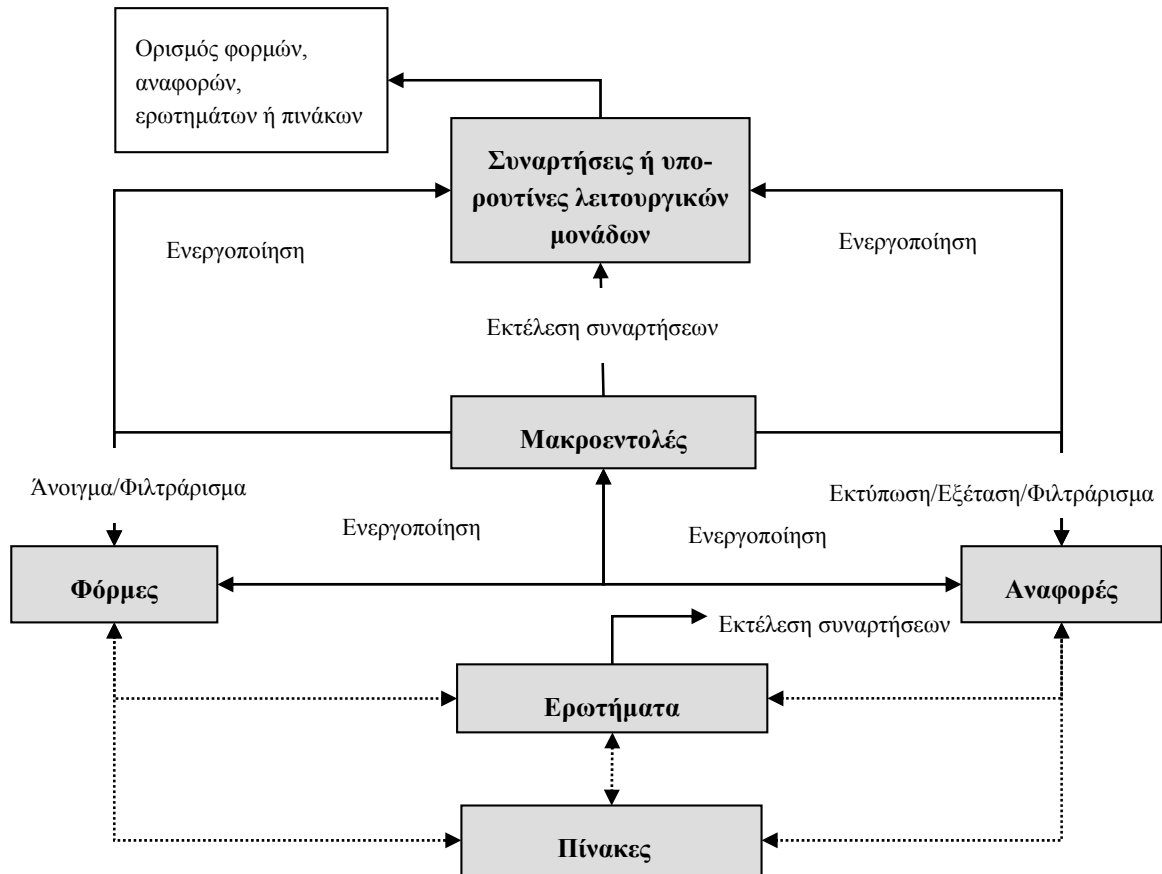 Ορισμός φορμών,
αναφορών,
ερωτημάτων ή πινάκων
Συναρτήσεις ή υπο-
ρουτίνες λειτουργικών
μονάδων
Ενεργοποίηση
Ενεργοποίηση
Εκτέλεση συναρτήσεων
Μακροεντολές
Άνοιγμα/Φιλτράρισμα
Εκτύπωση/Εξέταση/Φιλτράρισμα
Ενεργοποίηση
Ενεργοποίηση
Φόρμες
Αναφορές
Εκτέλεση συναρτήσεων
Ερωτήματα
Πίνακες